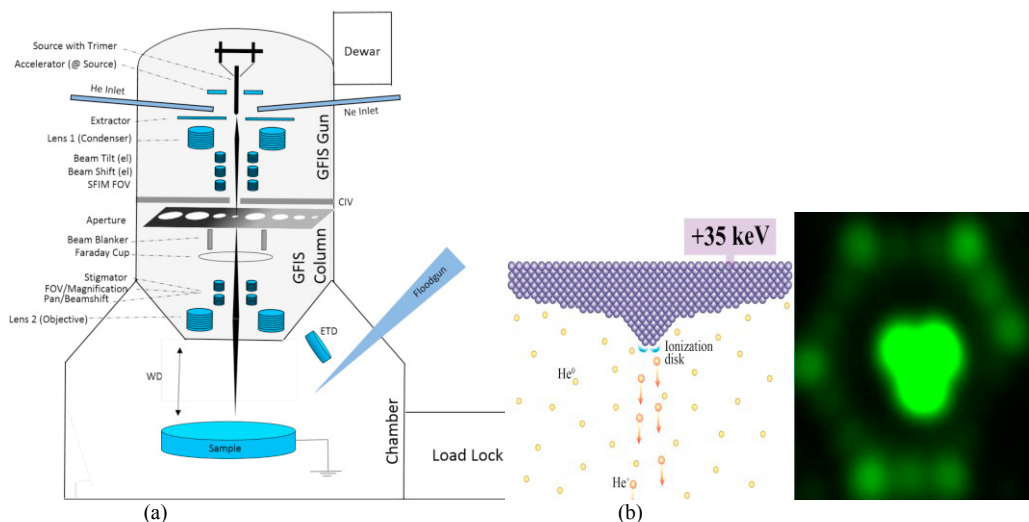 Source with Trimer
Dewar
Accelerator (@ Source)
He Inlet
Ne Inlet
Extractor
Lens 1 (Condenser)
GFIS Gun
Beam Tilt (el)
Beam Shift (el)
SFIM FOV
CIV
Aperture
Beam Blanker
Faraday Cup
GFIS
Column
Stigmator
FOV/Magnification
Pan/Beamshift
Lens 2 (Objective)
Floodgun
ETD
WD
Sample
Chamber
Load Lock
(a)
+35 keV
Ionization
disk
He⁰
He⁺
(b)